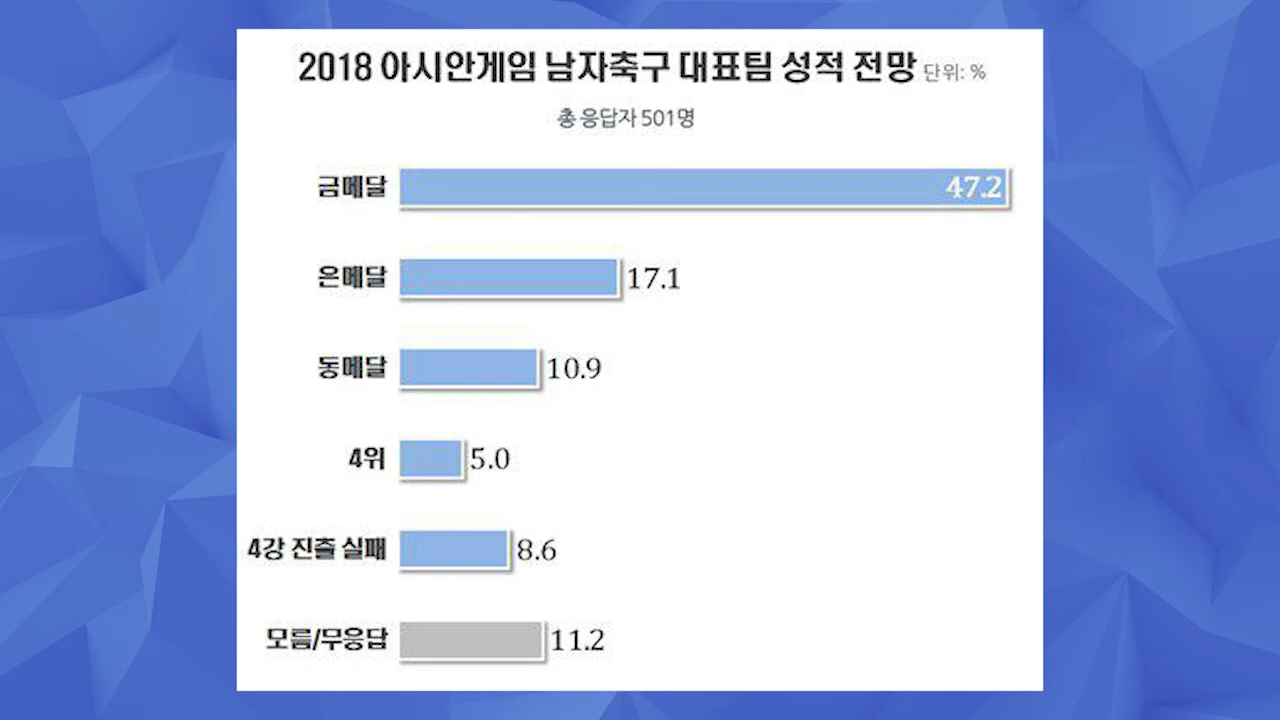 2018 아시안게임 남자축구 대표팀 성적 전망 단위: %
총 응답자 501명
금메달 47.2
은메달 17.1
동메달 10.9
4위 5.0
4강 진출 실패 8.6
모름/무응답 11.2